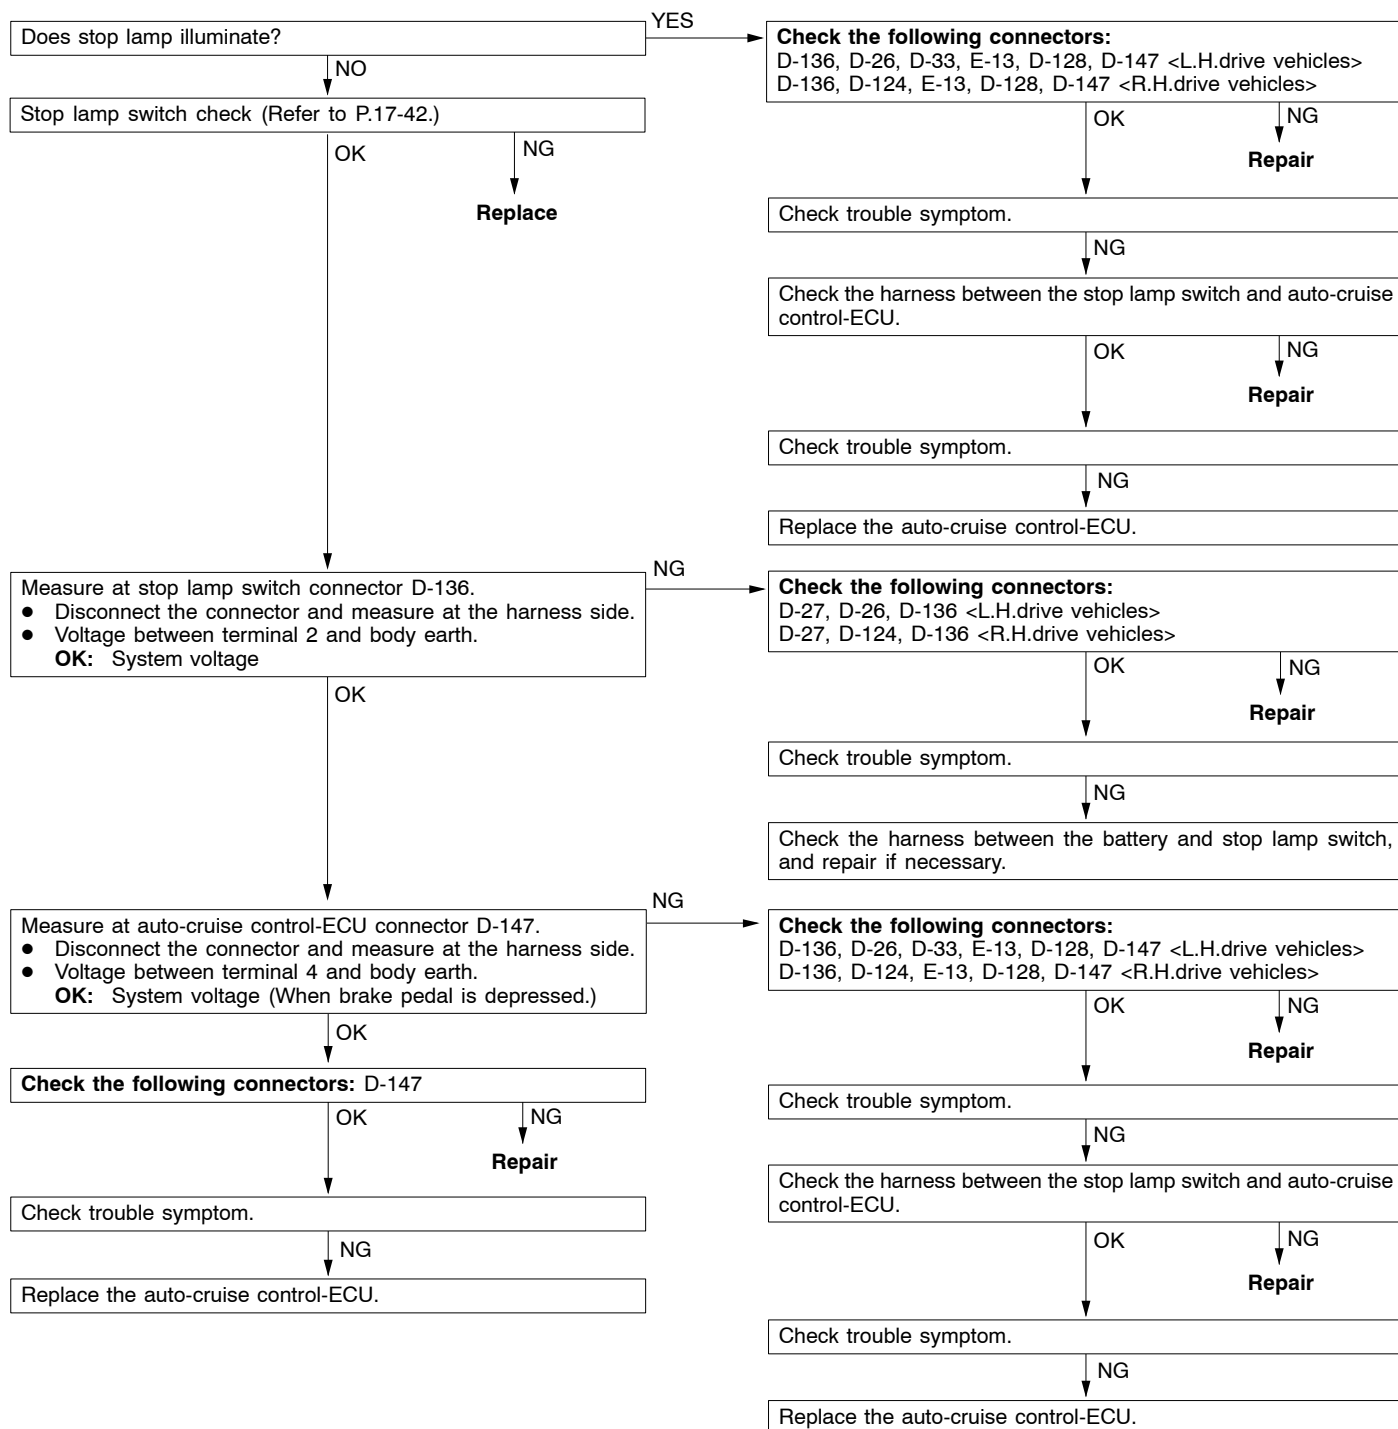 Does stop lamp illuminate?
YES
NO
Stop lamp switch check (Refer to P.17-42.)
OK
NG
Replace
Check the following connectors:
D-136, D-26, D-33, E-13, D-128, D-147 <L.H.drive vehicles>
D-136, D-124, E-13, D-128, D-147 <R.H.drive vehicles>
OK
NG
Repair
Check trouble symptom.
NG
Check the harness between the stop lamp switch and auto-cruise
control-ECU.
OK
NG
Repair
Check trouble symptom.
NG
Replace the auto-cruise control-ECU.
Measure at stop lamp switch connector D-136.
● Disconnect the connector and measure at the harness side.
● Voltage between terminal 2 and body earth.
OK: System voltage
NG
OK
Check the following connectors:
D-27, D-26, D-136 <L.H.drive vehicles>
D-27, D-124, D-136 <R.H.drive vehicles>
OK
NG
Repair
Check trouble symptom.
NG
Check the harness between the battery and stop lamp switch,
and repair if necessary.
Measure at auto-cruise control-ECU connector D-147.
● Disconnect the connector and measure at the harness side.
● Voltage between terminal 4 and body earth.
OK: System voltage (When brake pedal is depressed.)
NG
OK
Check the following connectors: D-147
OK
NG
Repair
Check trouble symptom.
NG
Replace the auto-cruise control-ECU.
Check the following connectors:
D-136, D-26, D-33, E-13, D-128, D-147 <L.H.drive vehicles>
D-136, D-124, E-13, D-128, D-147 <R.H.drive vehicles>
OK
NG
Repair
Check trouble symptom.
NG
Check the harness between the stop lamp switch and auto-cruise
control-ECU.
OK
NG
Repair
Check trouble symptom.
NG
Replace the auto-cruise control-ECU.